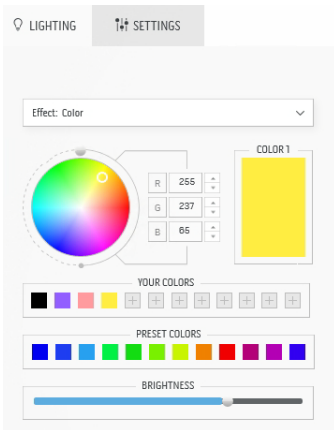 LIGHTING
SETTINGS
Effect: Color
COLOR 1
R 255
G 237
B 65
YOUR COLORS
PRESET COLORS
BRIGHTNESS